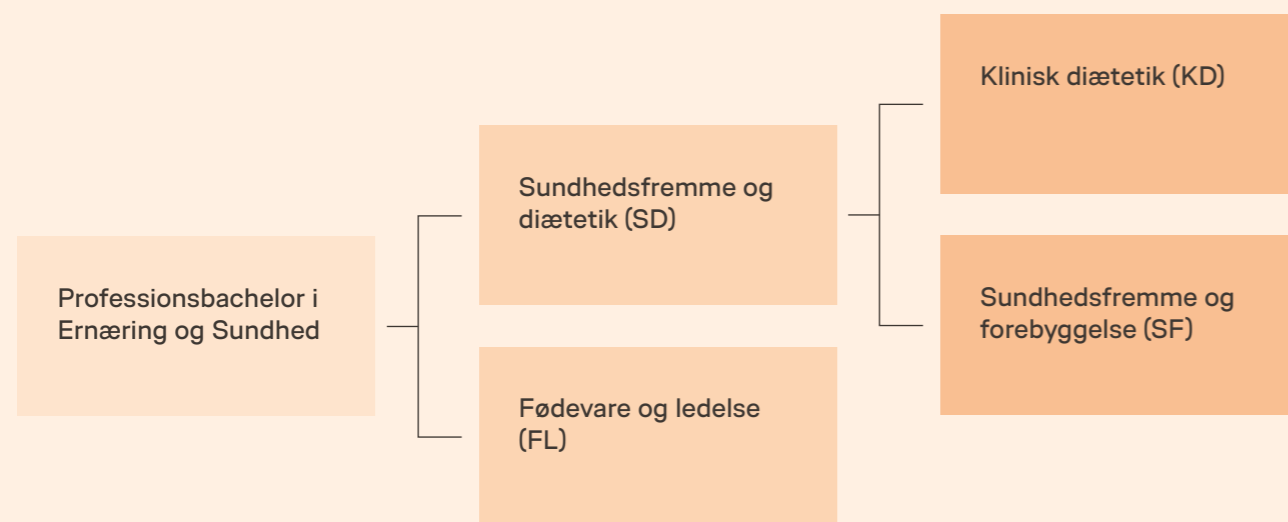 Professionsbachelor i
Ernæring og Sundhed
Sundhedsfremme og
diætetik (SD)
Fødevare og ledelse
(FL)
Klinisk diætetik (KD)
Sundhedsfremme og
forebyggelse (SF)